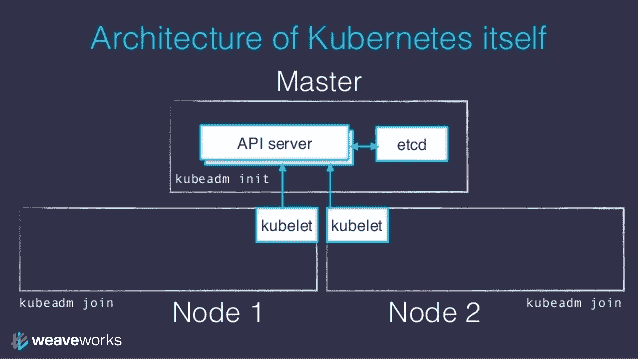 Architecture of Kubernetes itself
Master
API server
etcd
kubeadm init
kubelet
kubelet
kubeadm join
Node 1
Node 2
kubeadm join
weaveworks